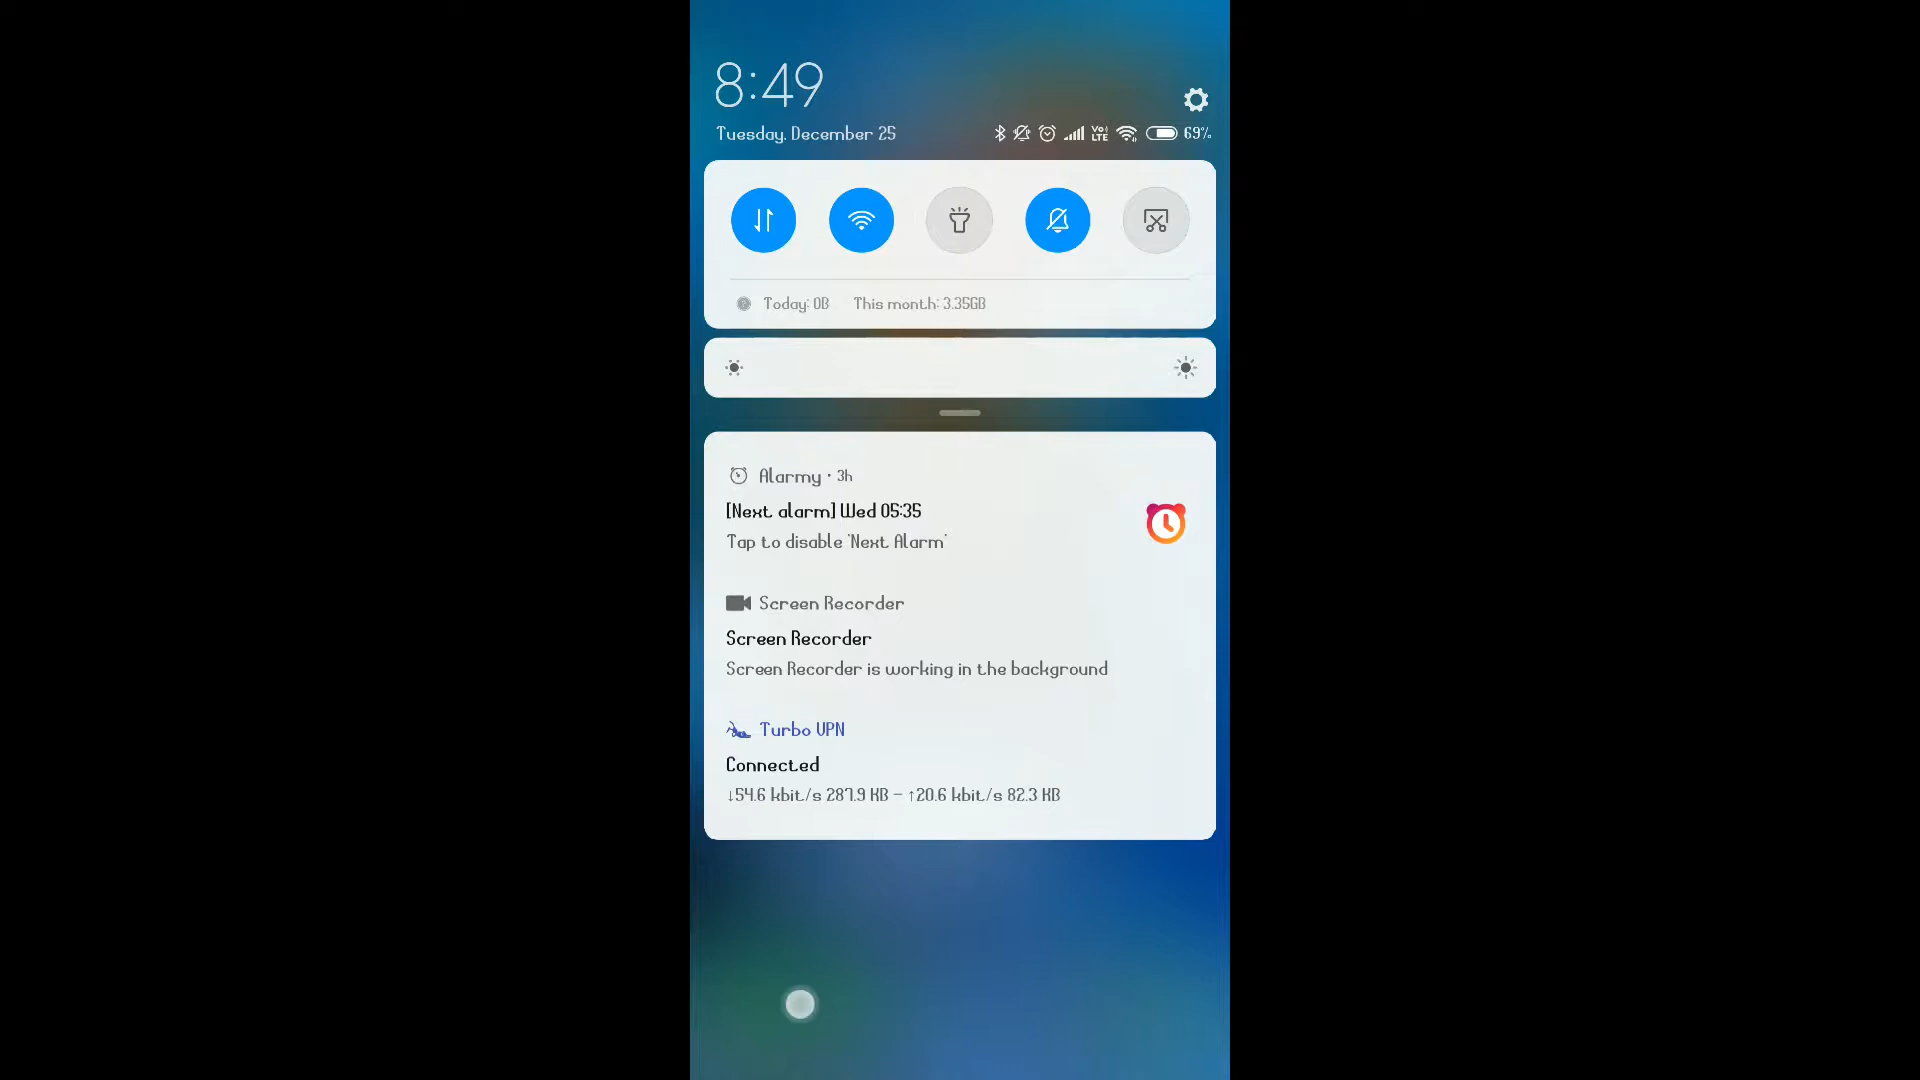 8:49
Tuesday, December 25
Vo) LTE 69%
Today: 0B This month: 3.35GB
Alarmy • 3h
[Next alarm] Wed 05:35
Tap to disable 'Next Alarm'
Screen Recorder
Screen Recorder
Screen Recorder is working in the background
Turbo VPN
Connected
↓54.6 kbit/s 287.9 KB – ↑20.6 kbit/s 82.3 KB